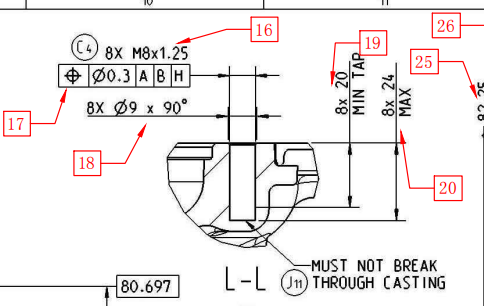 10
11
16
26
C4 8X M8x1.25
19
25
⌖ Ø0.3 A B H
17
8X Ø9 x 90°
8x 20
MIN TAP
8x 24
MAX
18
20
L-L
J11
MUST NOT BREAK
THROUGH CASTING
80.697